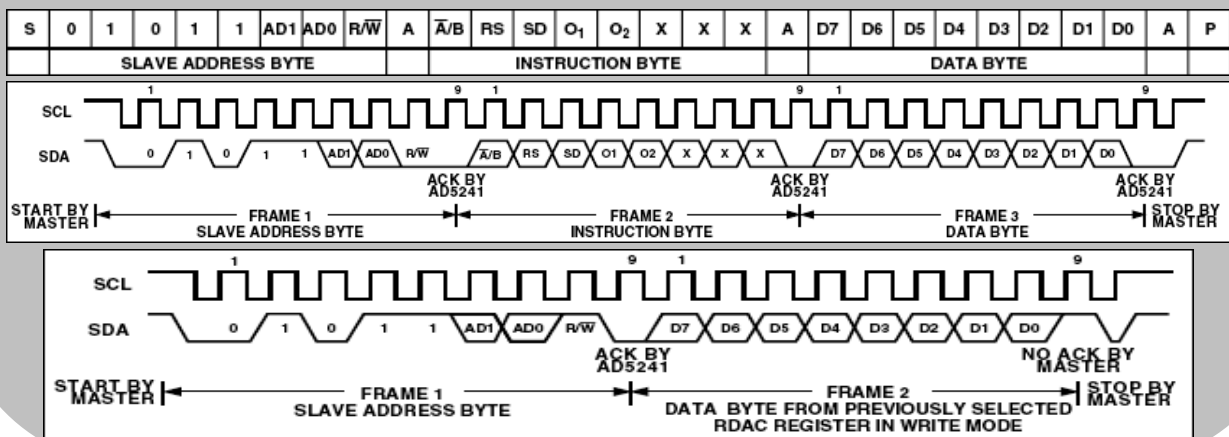 S 0 1 0 1 1 AD1 AD0 R/W̅ A A̅/B RS SD O₁ O₂ X X X A D7 D6 D5 D4 D3 D2 D1 D0 A P
SLAVE ADDRESS BYTE INSTRUCTION BYTE DATA BYTE
1 9 1 9 1 9
SCL
SDA 0 1 0 1 1 AD1 AD0 R/W̅ A̅/B RS SD O1 O2 X X X D7 D6 D5 D4 D3 D2 D1 D0
ACK BY ACK BY ACK BY
AD5241 AD5241 AD5241
START BY FRAME 1 FRAME 2 FRAME 3 STOP BY
MASTER SLAVE ADDRESS BYTE INSTRUCTION BYTE DATA BYTE MASTER
1 9 1 9
SCL
SDA 0 1 0 1 1 AD1 AD0 R/W̅ D7 D6 D5 D4 D3 D2 D1 D0
ACK BY NO ACK BY
AD5241 MASTER
START BY FRAME 1 FRAME 2 STOP BY
MASTER SLAVE ADDRESS BYTE DATA BYTE FROM PREVIOUSLY SELECTED MASTER
RDAC REGISTER IN WRITE MODE